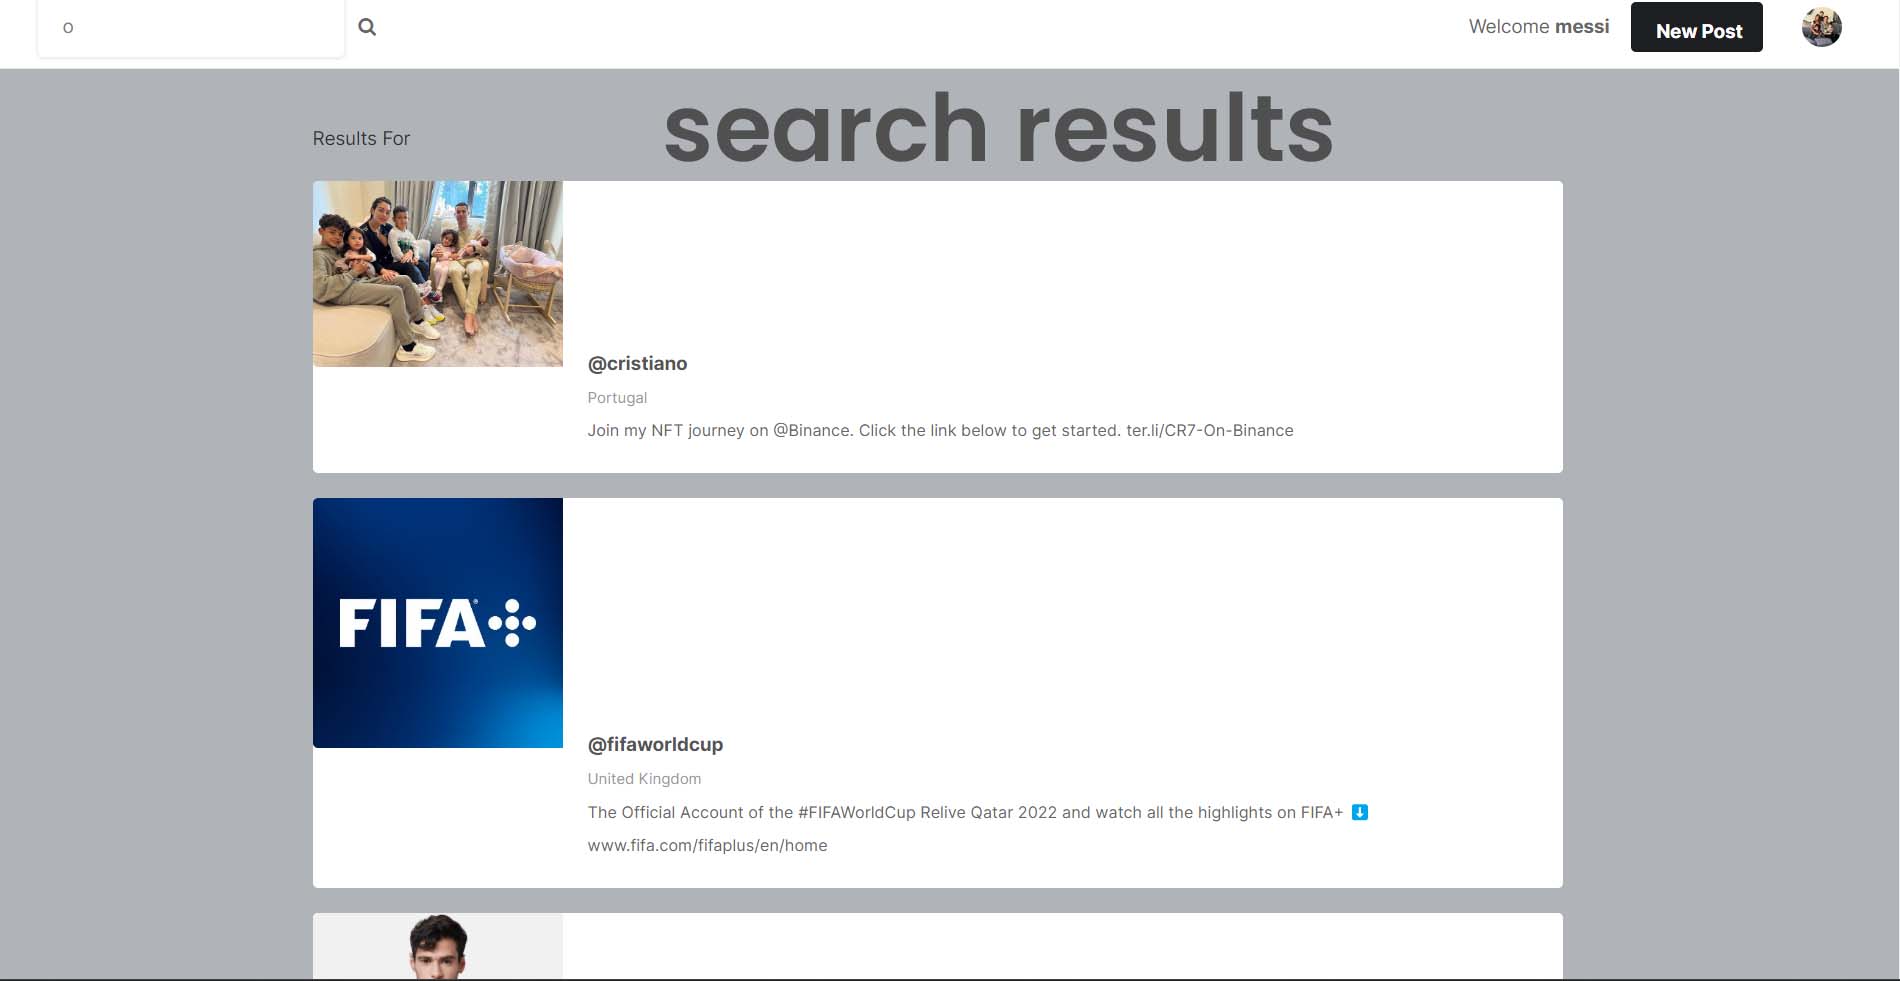 o
Welcome messi
New Post
search results
Results For
@cristiano
Portugal
Join my NFT journey on @Binance. Click the link below to get started. ter.li/CR7-On-Binance
FIFA+
@fifaworldcup
United Kingdom
The Official Account of the #FIFAWorldCup Relive Qatar 2022 and watch all the highlights on FIFA+ ⬇️
www.fifa.com/fifaplus/en/home